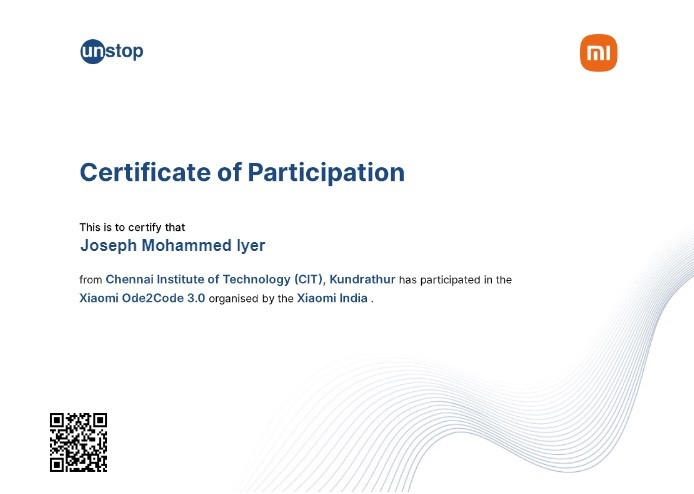 unstop
mi
Certificate of Participation
This is to certify that
Joseph Mohammed Iyer
from Chennai Institute of Technology (CIT), Kundrathur has participated in the
Xiaomi Ode2Code 3.0 organised by the Xiaomi India .